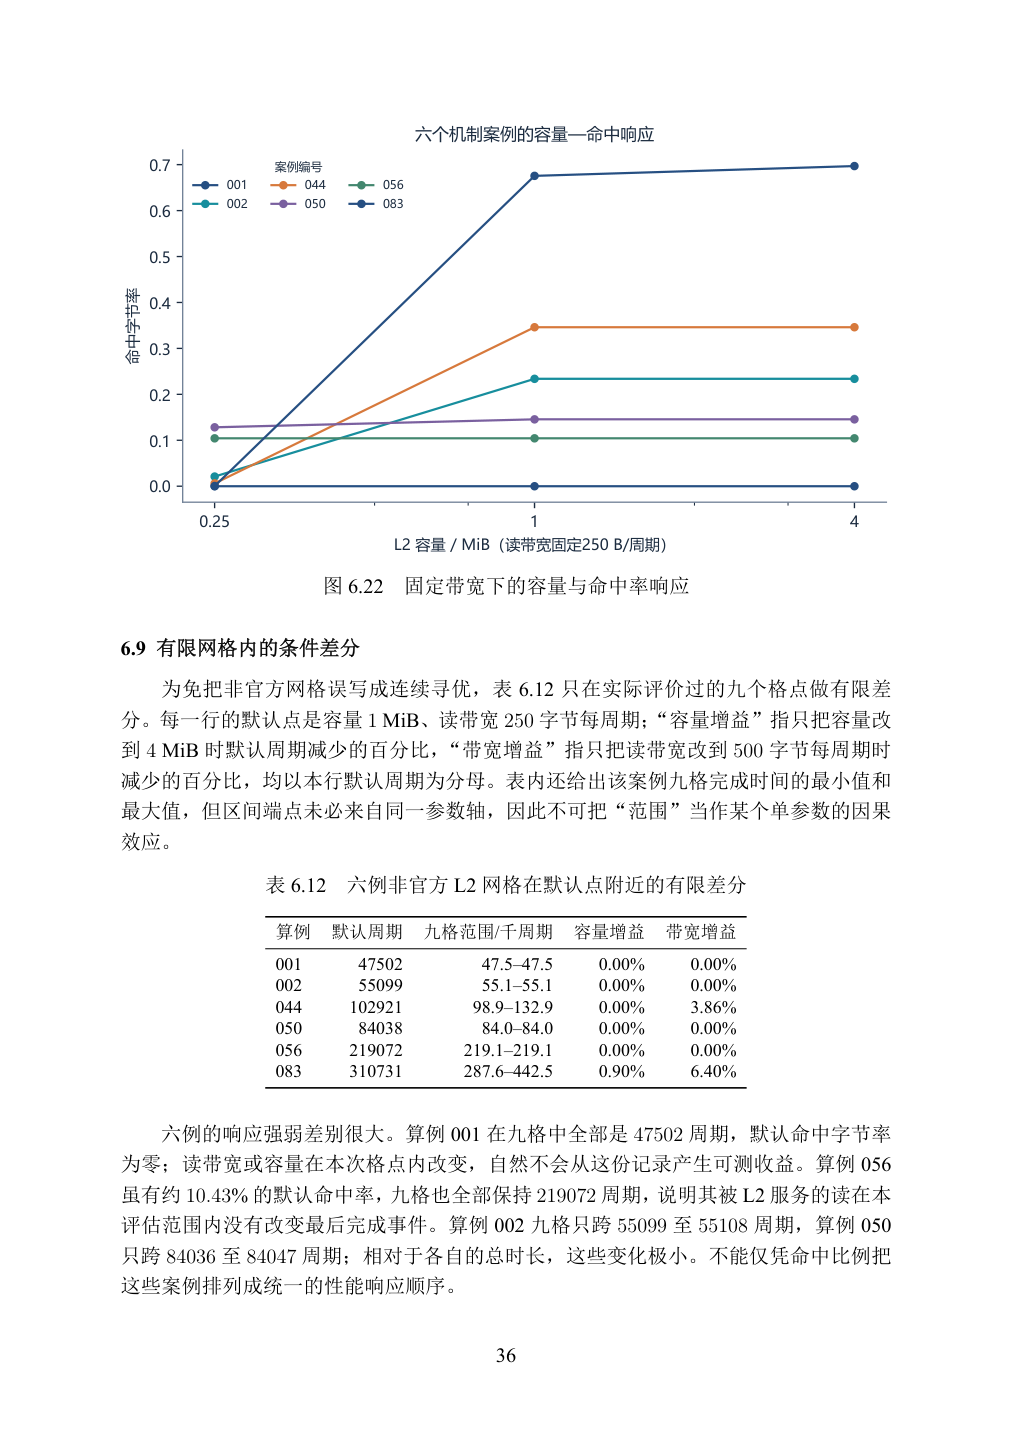 六个机制案例的容量—命中响应
案例编号
001 044 056
002 050 083
0.7
0.6
0.5
0.4
0.3
0.2
0.1
0.0
命中字节率
0.25 1 4
L2 容量 / MiB（读带宽固定250 B/周期）
图 6.22 固定带宽下的容量与命中率响应
6.9 有限网格内的条件差分
为免把非官方网格误写成连续寻优，表 6.12 只在实际评价过的九个格点做有限差
分。每一行的默认点是容量 1 MiB、读带宽 250 字节每周期；“容量增益”指只把容量改
到 4 MiB 时默认周期减少的百分比，“带宽增益”指只把读带宽改到 500 字节每周期时
减少的百分比，均以本行默认周期为分母。表内还给出该案例九格完成时间的最小值和
最大值，但区间端点未必来自同一参数轴，因此不可把“范围”当作某个单参数的因果
效应。
表 6.12 六例非官方 L2 网格在默认点附近的有限差分
算例 默认周期 九格范围/千周期 容量增益 带宽增益
001 47502 47.5–47.5 0.00% 0.00%
002 55099 55.1–55.1 0.00% 0.00%
044 102921 98.9–132.9 0.00% 3.86%
050 84038 84.0–84.0 0.00% 0.00%
056 219072 219.1–219.1 0.00% 0.00%
083 310731 287.6–442.5 0.90% 6.40%
六例的响应强弱差别很大。算例 001 在九格中全部是 47502 周期，默认命中字节率
为零；读带宽或容量在本次格点内改变，自然不会从这份记录产生可测收益。算例 056
虽有约 10.43% 的默认命中率，九格也全部保持 219072 周期，说明其被 L2 服务的读在本
评估范围内没有改变最后完成事件。算例 002 九格只跨 55099 至 55108 周期，算例 050
只跨 84036 至 84047 周期；相对于各自的总时长，这些变化极小。不能仅凭命中比例把
这些案例排列成统一的性能响应顺序。
36